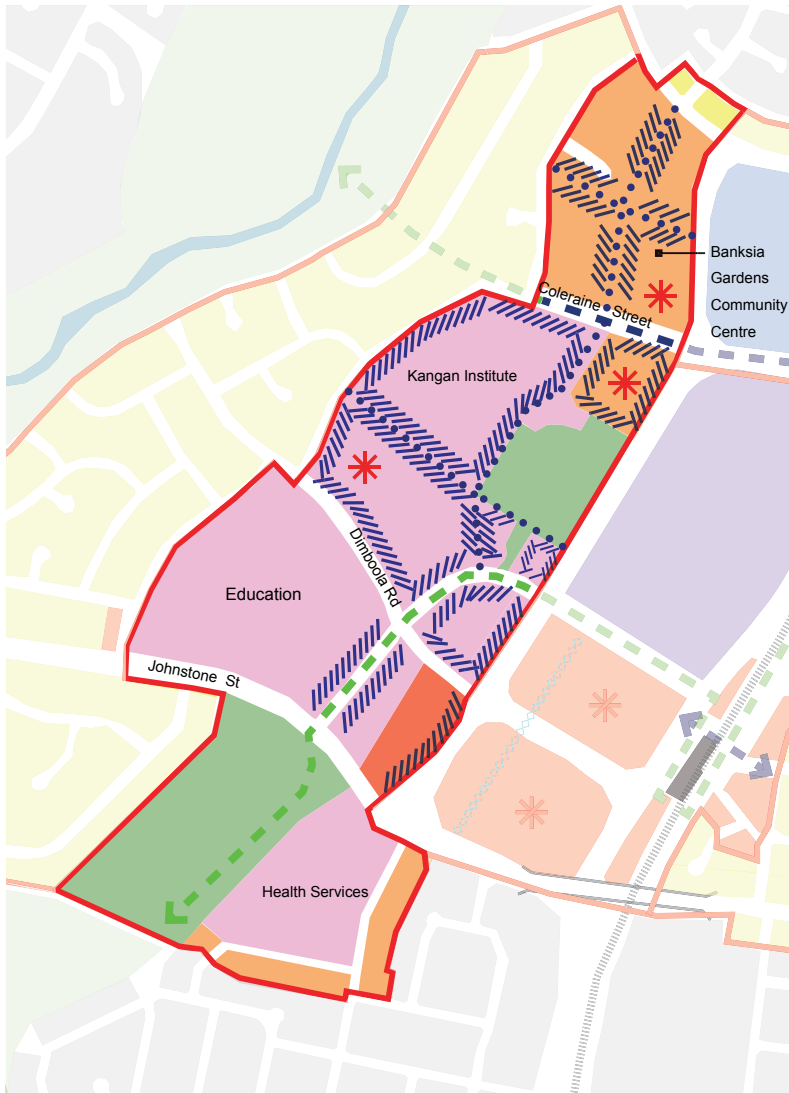 Banksia
Gardens
Community
Centre
Coleraine Street
Kangan Institute
Dimboola Rd
Education
Johnstone St
Health Services